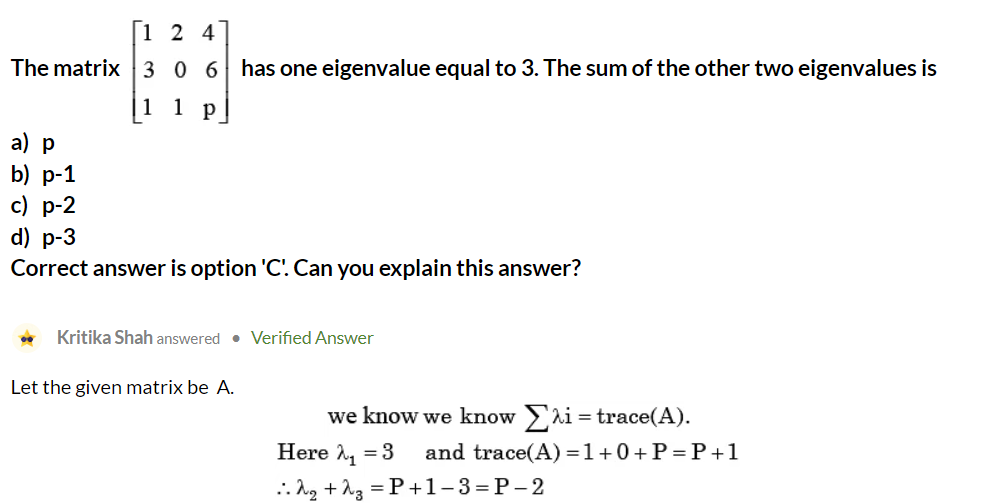 The matrix [1 2 4
3 0 6
1 1 p] has one eigenvalue equal to 3. The sum of the other two eigenvalues is
a) p
b) p-1
c) p-2
d) p-3
Correct answer is option 'C'. Can you explain this answer?
Kritika Shah answered • Verified Answer
Let the given matrix be A.
we know we know ∑λi = trace(A).
Here λ₁ = 3 and trace(A) = 1 + 0 + P = P + 1
∴ λ₂ + λ₃ = P + 1 − 3 = P − 2